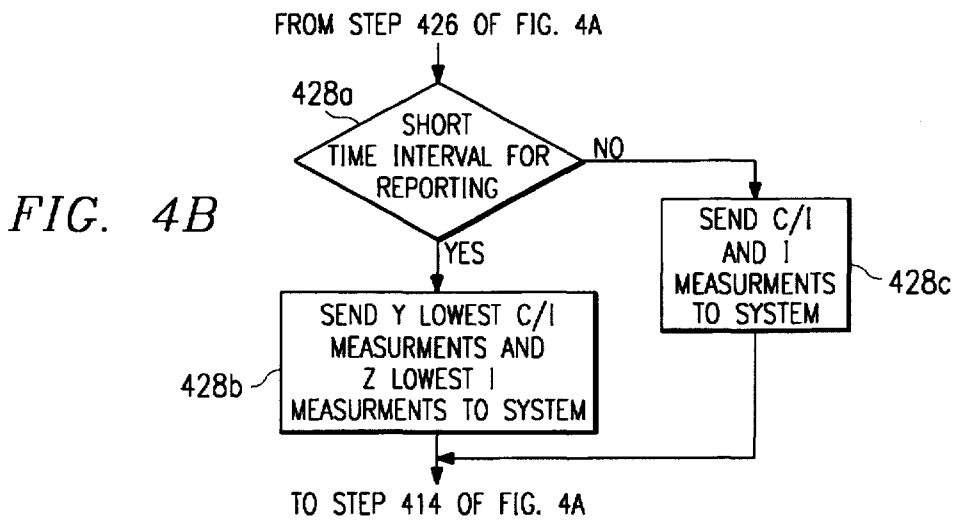 FROM STEP 426 OF FIG. 4A
428a
SHORT
TIME INTERVAL FOR
REPORTING
NO
FIG. 4B
YES
SEND C/I
AND I
MEASURMENTS
TO SYSTEM
428c
SEND Y LOWEST C/I
MEASURMENTS AND
Z LOWEST I
MEASURMENTS TO SYSTEM
428b
TO STEP 414 OF FIG. 4A